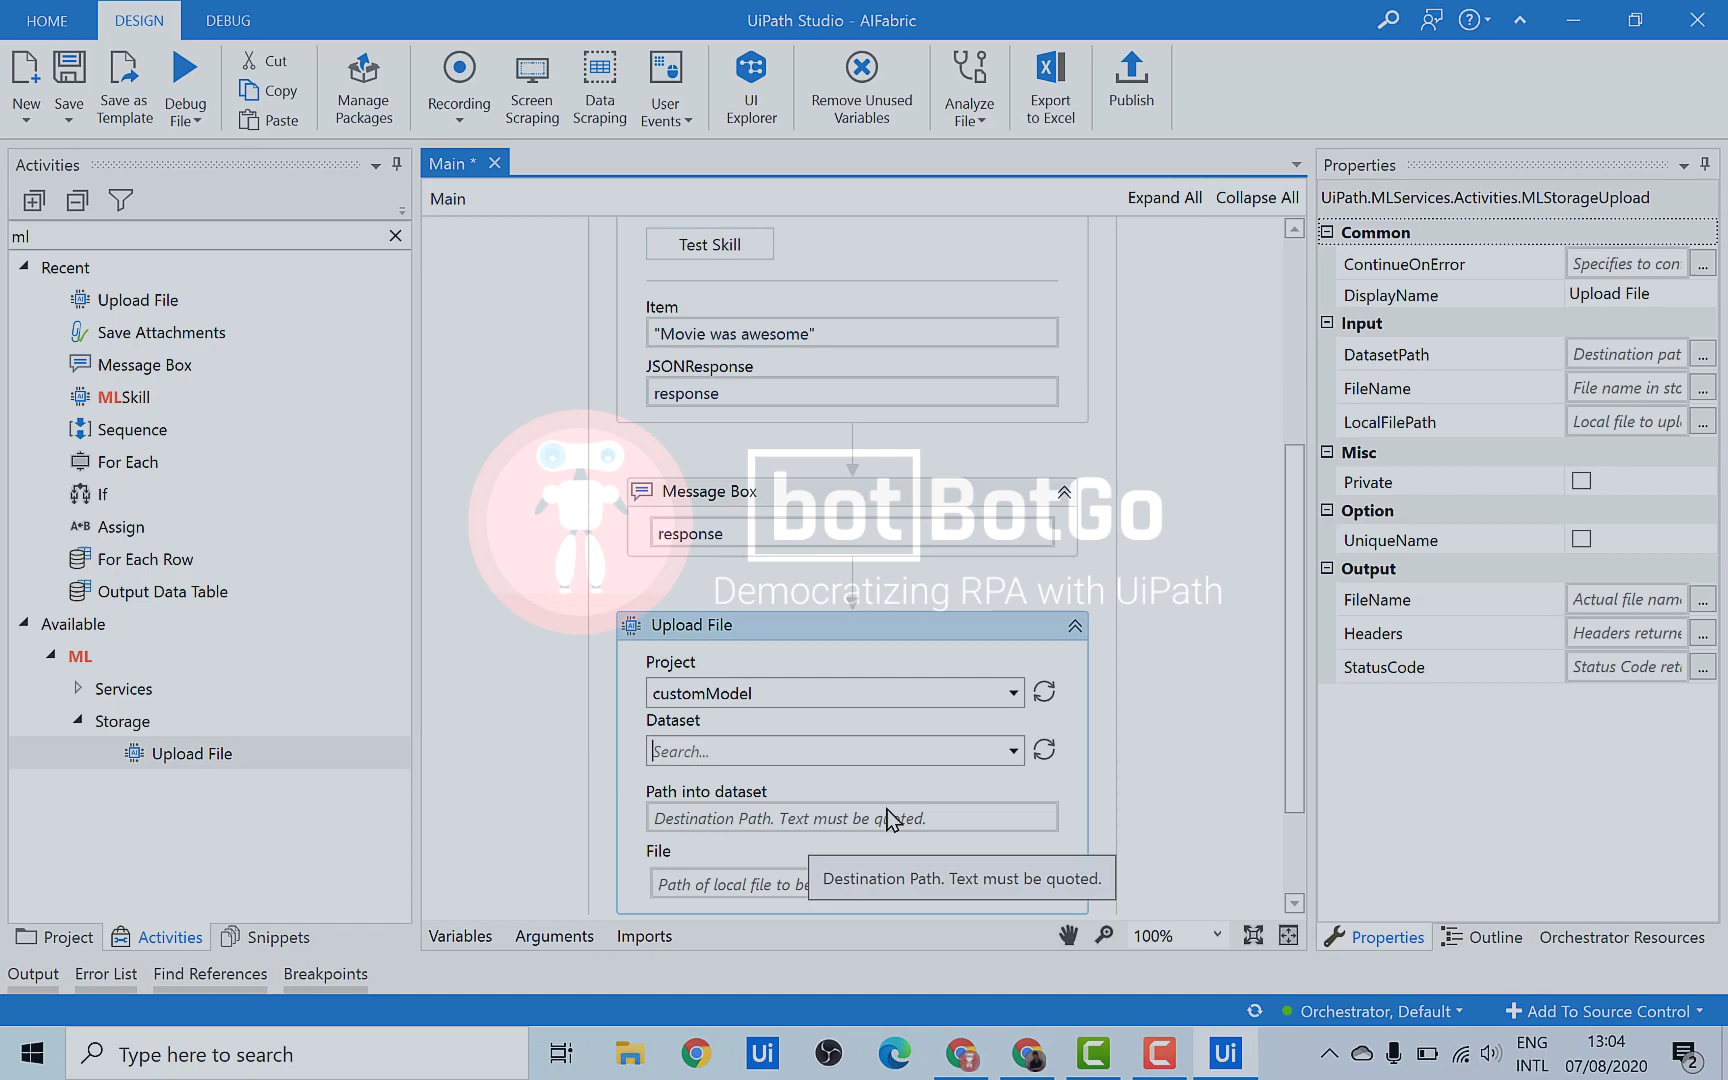 HOME
DESIGN
DEBUG
UiPath Studio - AIFabric
New
Save
Save as Template
Debug File
Cut
Copy
Paste
Manage Packages
Recording
Screen Scraping
Data Scraping
User Events
UI Explorer
Remove Unused Variables
Analyze File
Export to Excel
Publish
Activities
ml
Recent
Upload File
Save Attachments
Message Box
MLSkill
Sequence
For Each
If
A+B Assign
For Each Row
Output Data Table
Available
ML
Services
Storage
Upload File
Project
Activities
Snippets
Main *
Main
Expand All
Collapse All
Test Skill
Item
"Movie was awesome"
JSONResponse
response
Message Box
response
bot BotGo
Democratizing RPA with UiPath
Upload File
Project
customModel
Dataset
Search...
Path into dataset
Destination Path. Text must be quoted.
File
Path of local file to be
Destination Path. Text must be quoted.
Variables
Arguments
Imports
100%
Properties
UiPath.MLServices.Activities.MLStorageUpload
Common
ContinueOnError
Specifies to con
...
DisplayName
Upload File
Input
DatasetPath
Destination pat
...
FileName
File name in sto
...
LocalFilePath
Local file to upl
...
Misc
Private
Option
UniqueName
Output
FileName
Actual file name
...
Headers
Headers returne
...
StatusCode
Status Code ret
...
Properties
Outline
Orchestrator Resources
Output
Error List
Find References
Breakpoints
Orchestrator, Default
Add To Source Control
Type here to search
Ui
Ui
ENG
INTL
13:04
07/08/2020
2